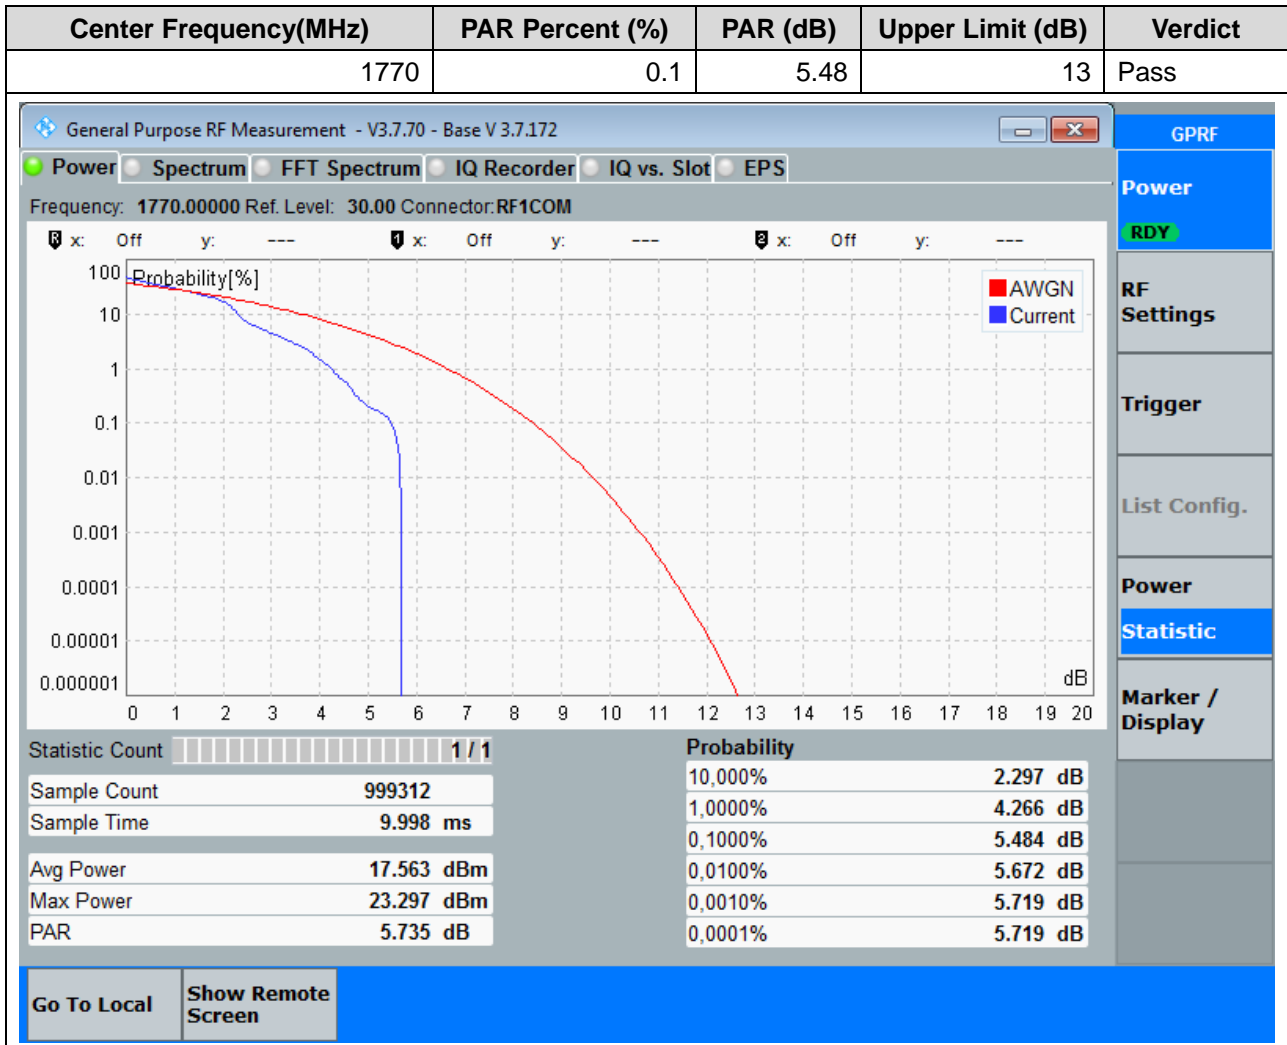 Center Frequency(MHz) PAR Percent (%) PAR (dB) Upper Limit (dB) Verdict
1770 0.1 5.48 13 Pass
General Purpose RF Measurement - V3.7.70 - Base V 3.7.172
GPRF
Power Spectrum FFT Spectrum IQ Recorder IQ vs. Slot EPS
Frequency: 1770.00000 Ref. Level: 30.00 Connector:RF1COM
R x: Off y: --- 1 x: Off y: --- 2 x: Off y: ---
Probability[%]
100
10
1
0.1
0.01
0.001
0.0001
0.00001
0.000001
AWGN
Current
dB
0 1 2 3 4 5 6 7 8 9 10 11 12 13 14 15 16 17 18 19 20
Statistic Count 1 / 1
Sample Count 999312
Sample Time 9.998 ms
Avg Power 17.563 dBm
Max Power 23.297 dBm
PAR 5.735 dB
Probability
10,000% 2.297 dB
1,0000% 4.266 dB
0,1000% 5.484 dB
0,0100% 5.672 dB
0,0010% 5.719 dB
0,0001% 5.719 dB
Power
RDY
RF
Settings
Trigger
List Config.
Power
Statistic
Marker /
Display
Go To Local
Show Remote
Screen